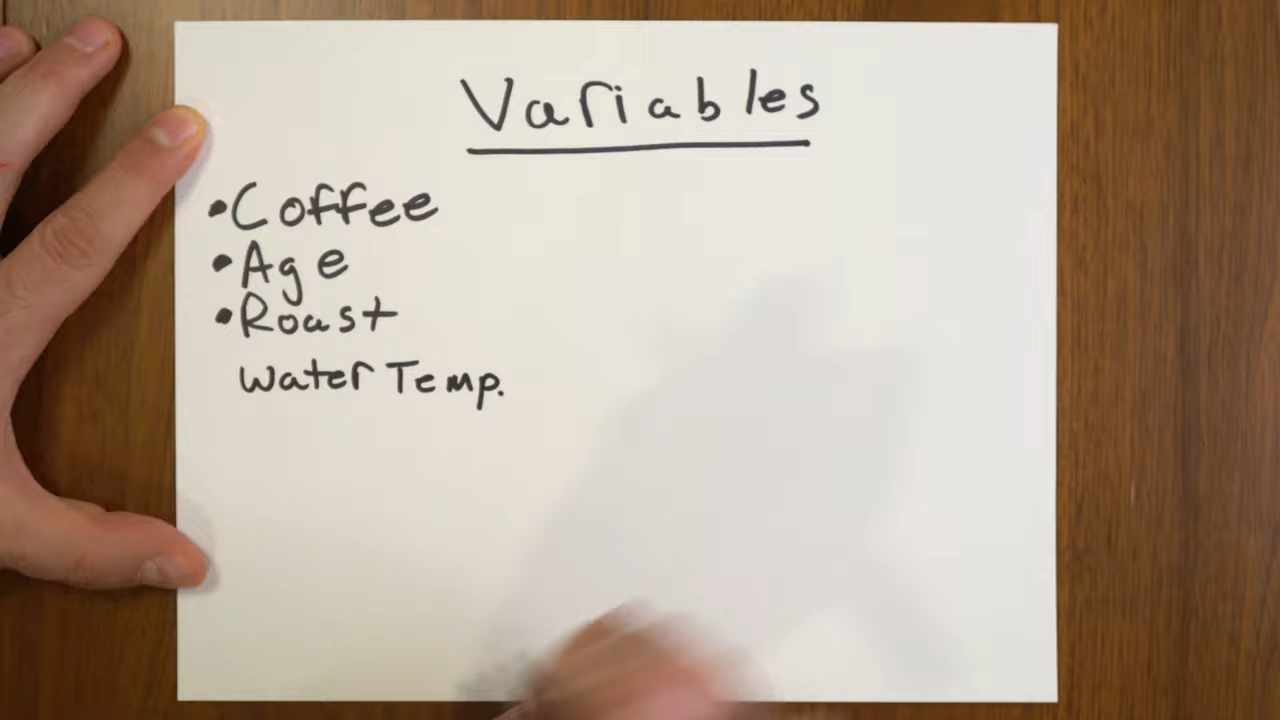 Variables
•Coffee
•Age
•Roast
Water Temp.